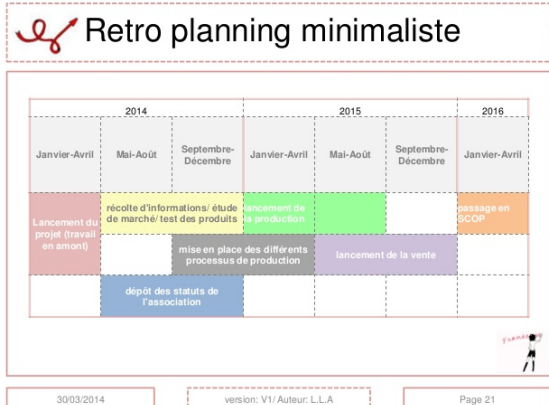 Retro planning minimaliste
2014 2015 2016
Janvier-Avril Mai-Août Septembre- Janvier-Avril Mai-Août Septembre- Janvier-Avril
Décembre Décembre
Lancement du
projet (travail
en amont)
récolte d'informations/ étude
de marché/ test des produits
lancement de
la production
passage en
SCOP
mise en place des différents
processus de production
lancement de la vente
dépôt des statuts de
l'association
30/03/2014 version: V1/ Auteur: L.L.A Page 21